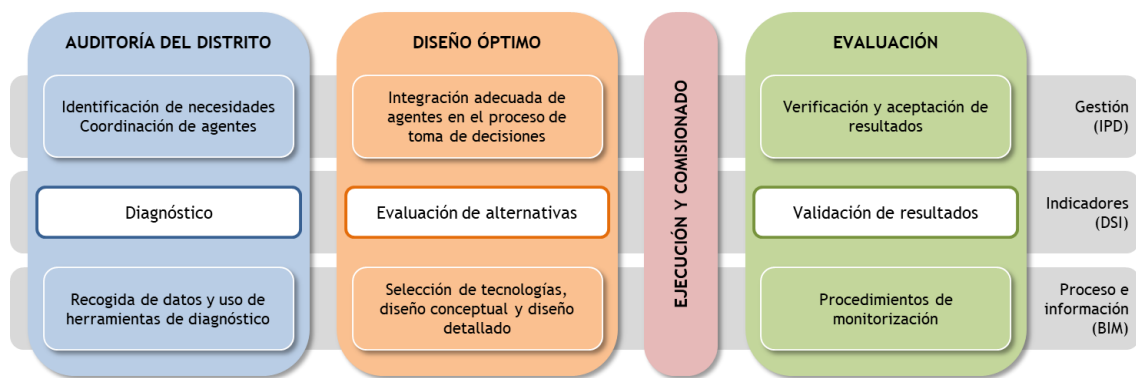 AUDITORÍA DEL DISTRITO
Identificación de necesidades
Coordinación de agentes
Diagnóstico
Recogida de datos y uso de
herramientas de diagnóstico
DISEÑO ÓPTIMO
Integración adecuada de
agentes en el proceso de
toma de decisiones
Evaluación de alternativas
Selección de tecnologías,
diseño conceptual y diseño
detallado
EJECUCIÓN Y COMISIONADO
EVALUACIÓN
Verificación y aceptación de
resultados
Validación de resultados
Procedimientos de
monitorización
Gestión
(IPD)
Indicadores
(DSI)
Proceso e
información
(BIM)